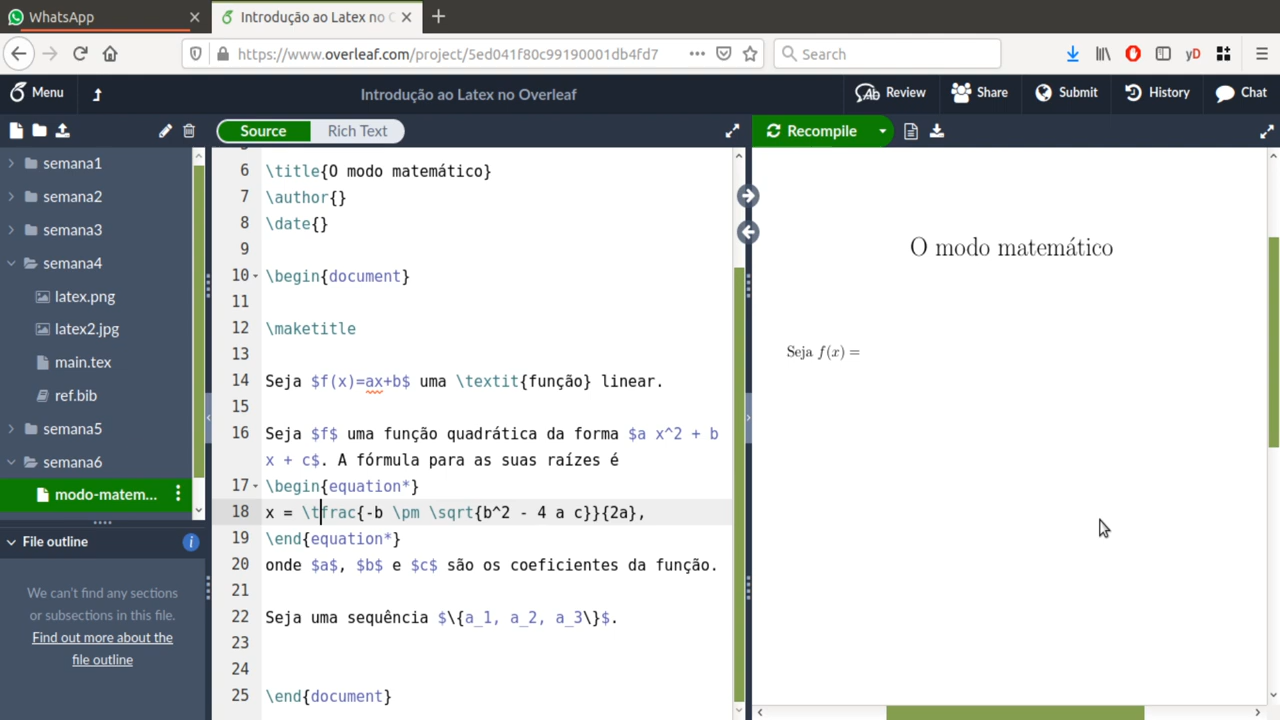 WhatsApp
Introdução ao Latex no
https://www.overleaf.com/project/5ed041f80c99190001db4fd7
Search
yD
Menu
Introdução ao Latex no Overleaf
Review
Share
Submit
History
Chat
Source
Rich Text
Recompile
semana1
semana2
semana3
semana4
latex.png
latex2.jpg
main.tex
ref.bib
semana5
semana6
modo-matem...
File outline
We can't find any sections
or subsections in this file.
Find out more about the
file outline
6 \title{O modo matemático}
7 \author{}
8 \date{}
9
10 \begin{document}
11
12 \maketitle
13
14 Seja $f(x)=ax+b$ uma \textit{função} linear.
15
16 Seja $f$ uma função quadrática da forma $a x^2 + b
x + c$. A fórmula para as suas raízes é
17 \begin{equation*}
18 x = \tfrac{-b \pm \sqrt{b^2 - 4 a c}}{2a},
19 \end{equation*}
20 onde $a$, $b$ e $c$ são os coeficientes da função.
21
22 Seja uma sequência $\{a_1, a_2, a_3\}$.
23
24
25 \end{document}
O modo matemático
Seja f(x) =